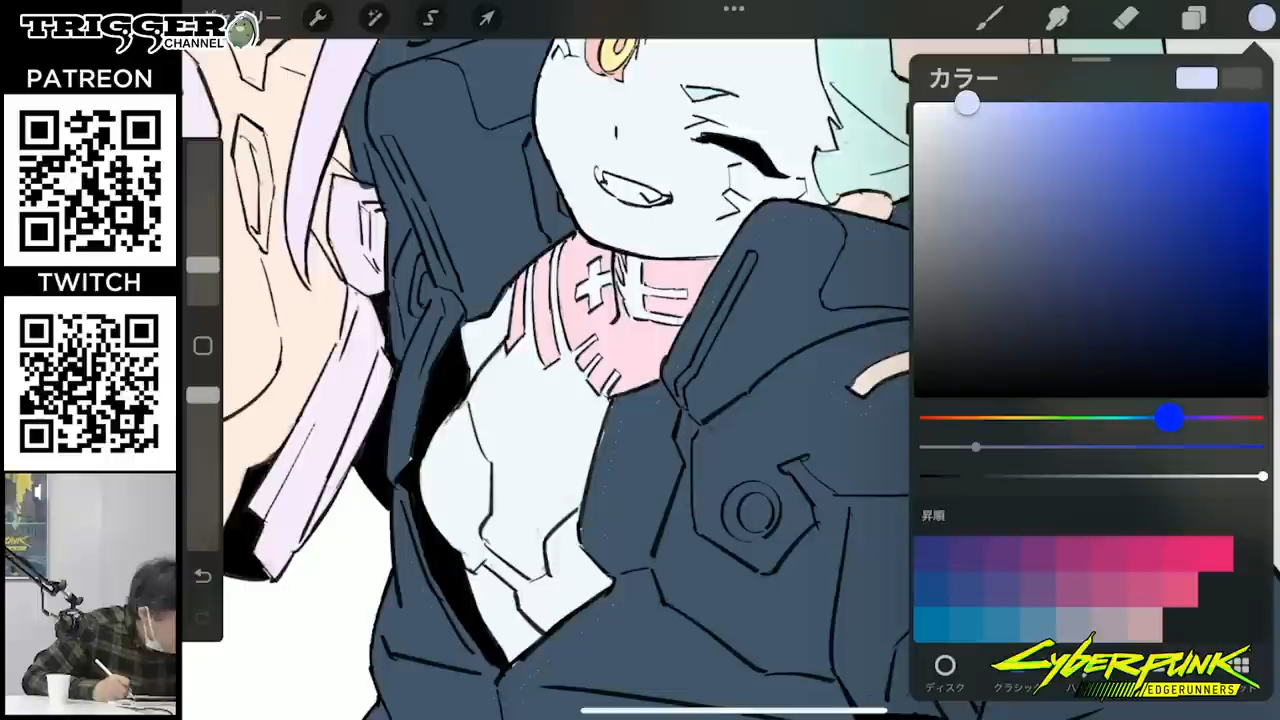 TRIGGER
CHANNEL
PATREON
TWITCH
カラー
昇順
ディスク
クラシック
CYBERPUNK
EDGERUNNERS